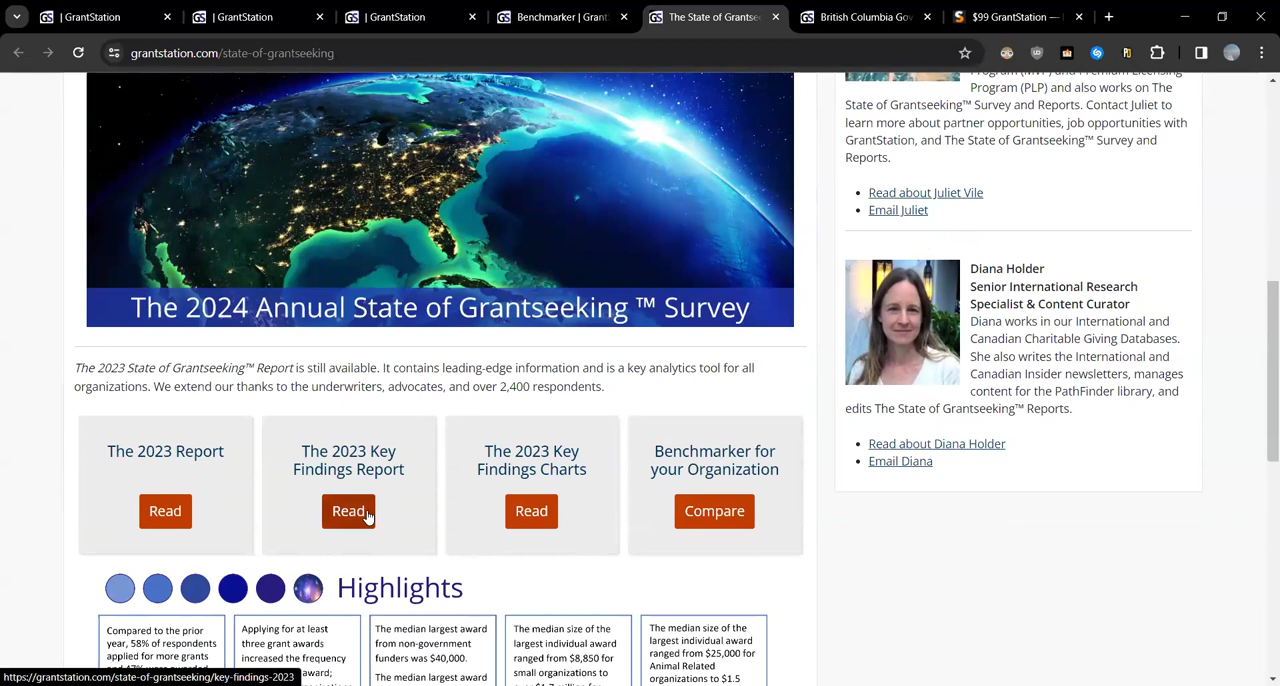 | GrantStation
| GrantStation
| GrantStation
Benchmarker | Grant
The State of Grantsee
British Columbia Gov
$99 GrantStation —
grantstation.com/state-of-grantseeking
The 2024 Annual State of Grantseeking ™ Survey
The 2023 State of Grantseeking™ Report is still available. It contains leading-edge information and is a key analytics tool for all
organizations. We extend our thanks to the underwriters, advocates, and over 2,400 respondents.
The 2023 Report
Read
The 2023 Key
Findings Report
Read
The 2023 Key
Findings Charts
Read
Benchmarker for
your Organization
Compare
Highlights
Compared to the prior
year, 58% of respondents
applied for more grants
Applying for at least
three grant awards
increased the frequency
award;
The median largest award
from non-government
funders was $40,000.
The median largest award
The median size of the
largest individual award
ranged from $8,850 for
small organizations to
The median size of the
largest individual award
ranged from $25,000 for
Animal Related
organizations to $1.5
Program (MVP) and Premium Licensing
Program (PLP) and also works on The
State of Grantseeking™ Survey and Reports. Contact Juliet to
learn more about partner opportunities, job opportunities with
GrantStation, and The State of Grantseeking™ Survey and
Reports.
Read about Juliet Vile
Email Juliet
Diana Holder
Senior International Research
Specialist & Content Curator
Diana works in our International and
Canadian Charitable Giving Databases.
She also writes the International and
Canadian Insider newsletters, manages
content for the PathFinder library, and
edits The State of Grantseeking™ Reports.
Read about Diana Holder
Email Diana
https://grantstation.com/state-of-grantseeking/key-findings-2023